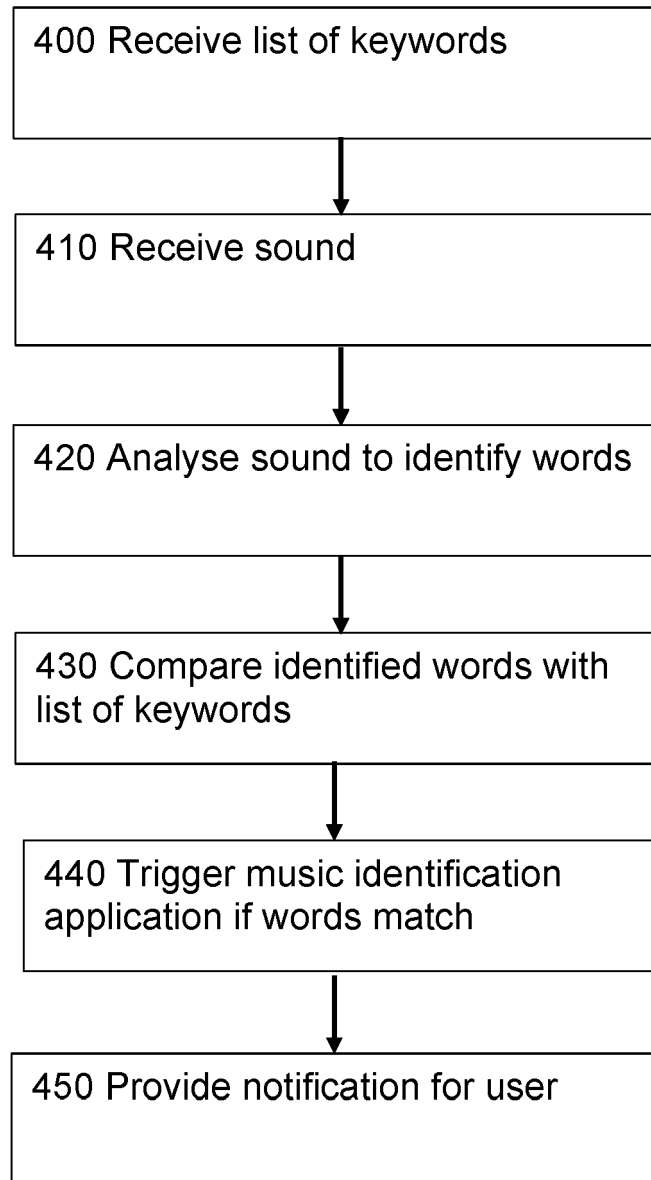 400 Receive list of keywords
410 Receive sound
420 Analyse sound to identify words
430 Compare identified words with
list of keywords
440 Trigger music identification
application if words match
450 Provide notification for user